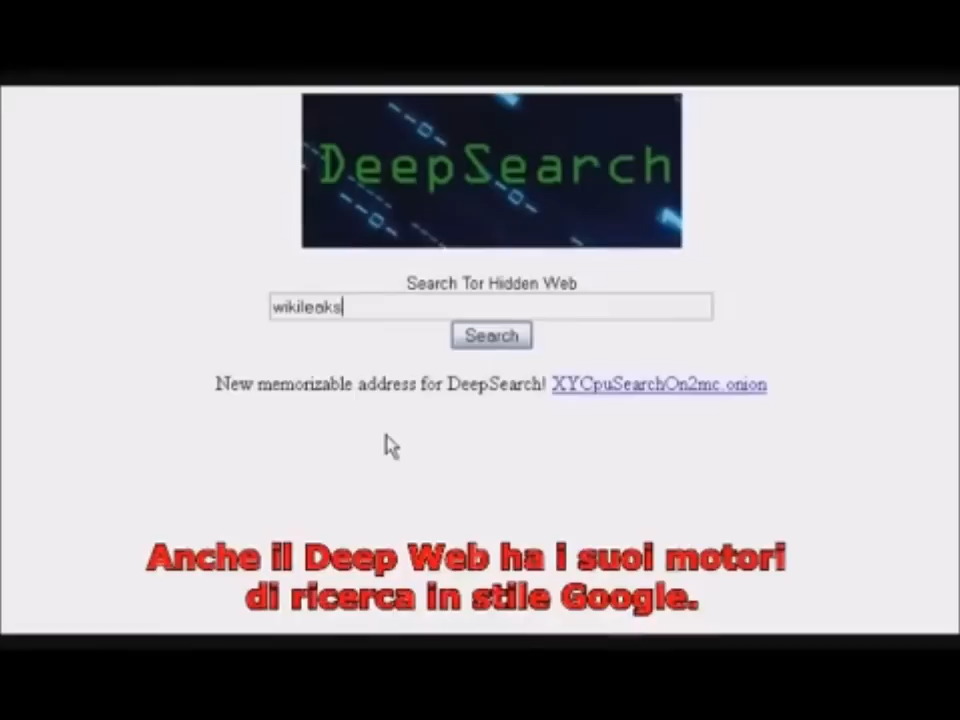 DeepSearch
Search Tor Hidden Web
wikileaks
Search
New memorizable address for DeepSearch! XYCpuSearchOn2mc.onion
Anche il Deep Web ha i suoi motori
di ricerca in stile Google.